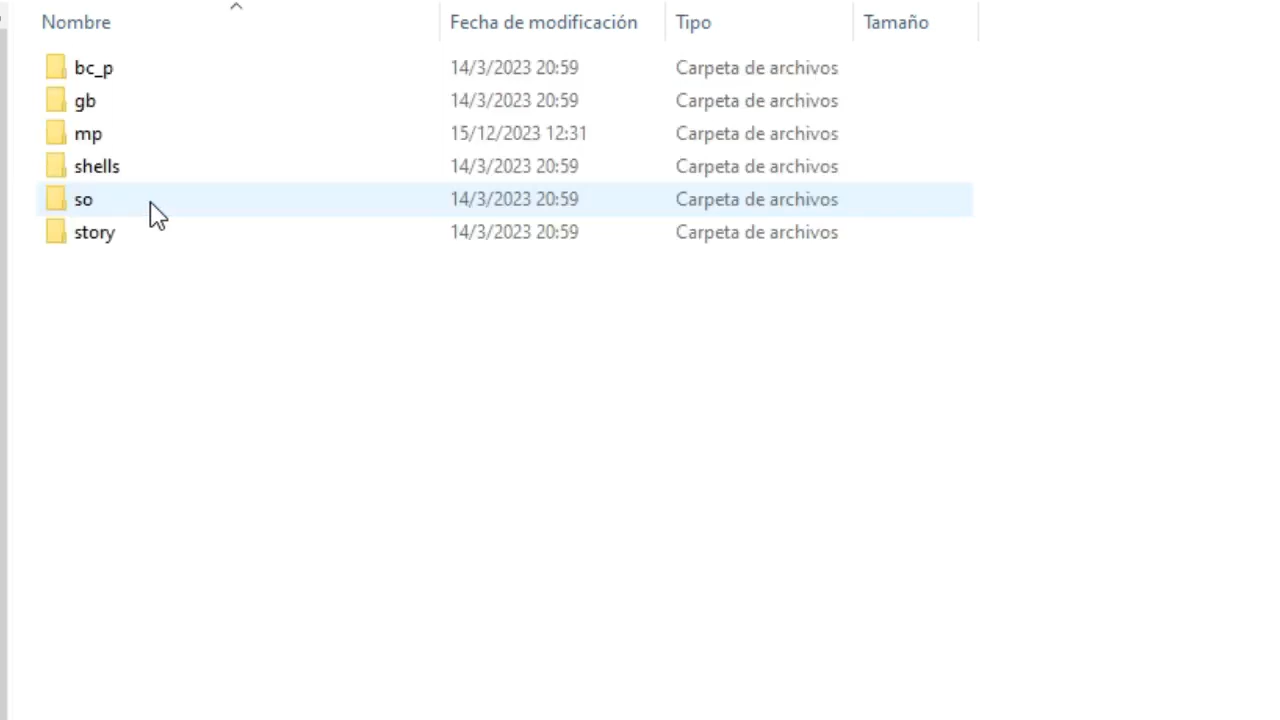 Nombre Fecha de modificación Tipo Tamaño
bc_p 14/3/2023 20:59 Carpeta de archivos
gb 14/3/2023 20:59 Carpeta de archivos
mp 15/12/2023 12:31 Carpeta de archivos
shells 14/3/2023 20:59 Carpeta de archivos
so 14/3/2023 20:59 Carpeta de archivos
story 14/3/2023 20:59 Carpeta de archivos